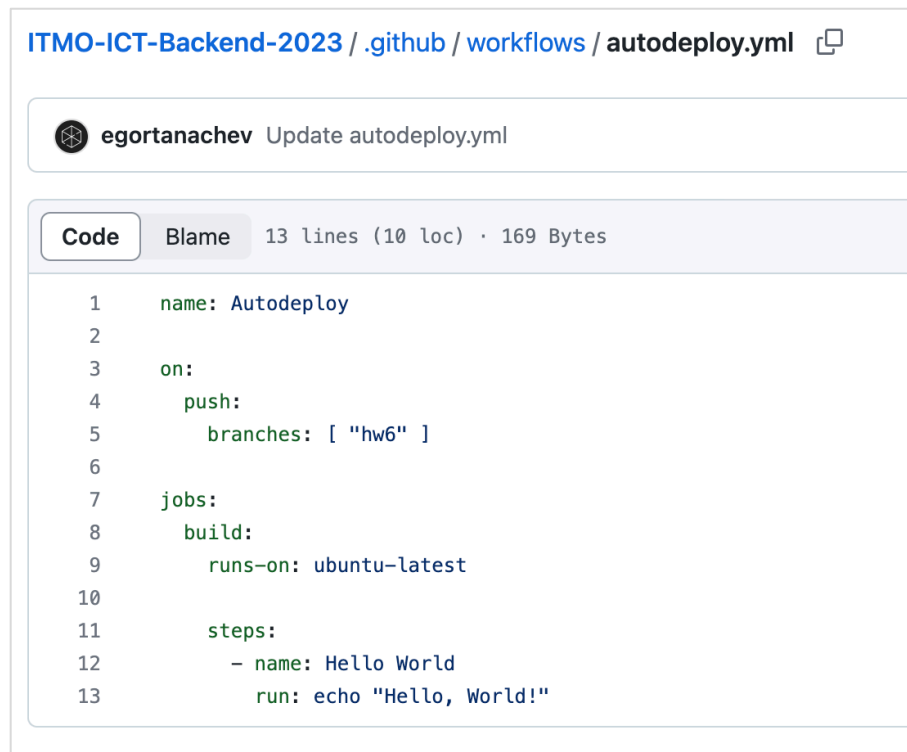 ITMO-ICT-Backend-2023 / .github / workflows / autodeploy.yml
egortanachev Update autodeploy.yml
Code Blame 13 lines (10 loc) · 169 Bytes
1 name: Autodeploy
2
3 on:
4   push:
5     branches: [ "hw6" ]
6
7 jobs:
8   build:
9     runs-on: ubuntu-latest
10
11     steps:
12       - name: Hello World
13         run: echo "Hello, World!"